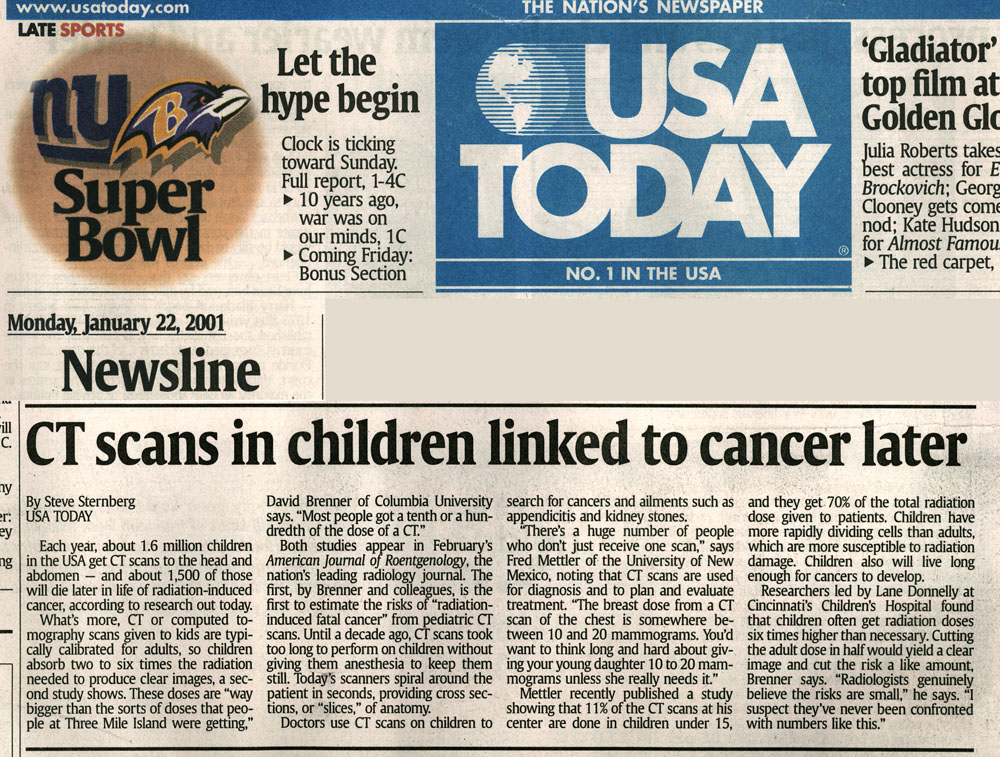 www.usatoday.com
THE NATION'S NEWSPAPER
LATE SPORTS
ny
B
Super
Bowl
Let the
hype begin
Clock is ticking
toward Sunday.
Full report, 1-4C
▶ 10 years ago,
war was on
our minds, 1C
▶ Coming Friday:
Bonus Section
USA
TODAY
®
NO. 1 IN THE USA
‘Gladiator’
top film at
Golden Glo
Julia Roberts takes
best actress for E
Brockovich; Georg
Clooney gets come
nod; Kate Hudson
for Almost Famou
▶ The red carpet,
Monday, January 22, 2001
Newsline
CT scans in children linked to cancer later
By Steve Sternberg
USA TODAY
Each year, about 1.6 million children
in the USA get CT scans to the head and
abdomen — and about 1,500 of those
will die later in life of radiation-induced
cancer, according to research out today.
What's more, CT or computed to-
mography scans given to kids are typi-
cally calibrated for adults, so children
absorb two to six times the radiation
needed to produce clear images, a sec-
ond study shows. These doses are “way
bigger than the sorts of doses that peo-
ple at Three Mile Island were getting,”
David Brenner of Columbia University
says. “Most people got a tenth or a hun-
dredth of the dose of a CT.”
Both studies appear in February's
American Journal of Roentgenology, the
nation's leading radiology journal. The
first, by Brenner and colleagues, is the
first to estimate the risks of “radiation-
induced fatal cancer” from pediatric CT
scans. Until a decade ago, CT scans took
too long to perform on children without
giving them anesthesia to keep them
still. Today's scanners spiral around the
patient in seconds, providing cross sec-
tions, or “slices,” of anatomy.
Doctors use CT scans on children to
search for cancers and ailments such as
appendicitis and kidney stones.
“There's a huge number of people
who don't just receive one scan,” says
Fred Mettler of the University of New
Mexico, noting that CT scans are used
for diagnosis and to plan and evaluate
treatment. “The breast dose from a CT
scan of the chest is somewhere be-
tween 10 and 20 mammograms. You'd
want to think long and hard about giv-
ing your young daughter 10 to 20 mam-
mograms unless she really needs it.”
Mettler recently published a study
showing that 11% of the CT scans at his
center are done in children under 15,
and they get 70% of the total radiation
dose given to patients. Children have
more rapidly dividing cells than adults,
which are more susceptible to radiation
damage. Children also will live long
enough for cancers to develop.
Researchers led by Lane Donnelly at
Cincinnati's Children's Hospital found
that children often get radiation doses
six times higher than necessary. Cutting
the adult dose in half would yield a clear
image and cut the risk a like amount,
Brenner says. “Radiologists genuinely
believe the risks are small,” he says. “I
suspect they've never been confronted
with numbers like this.”